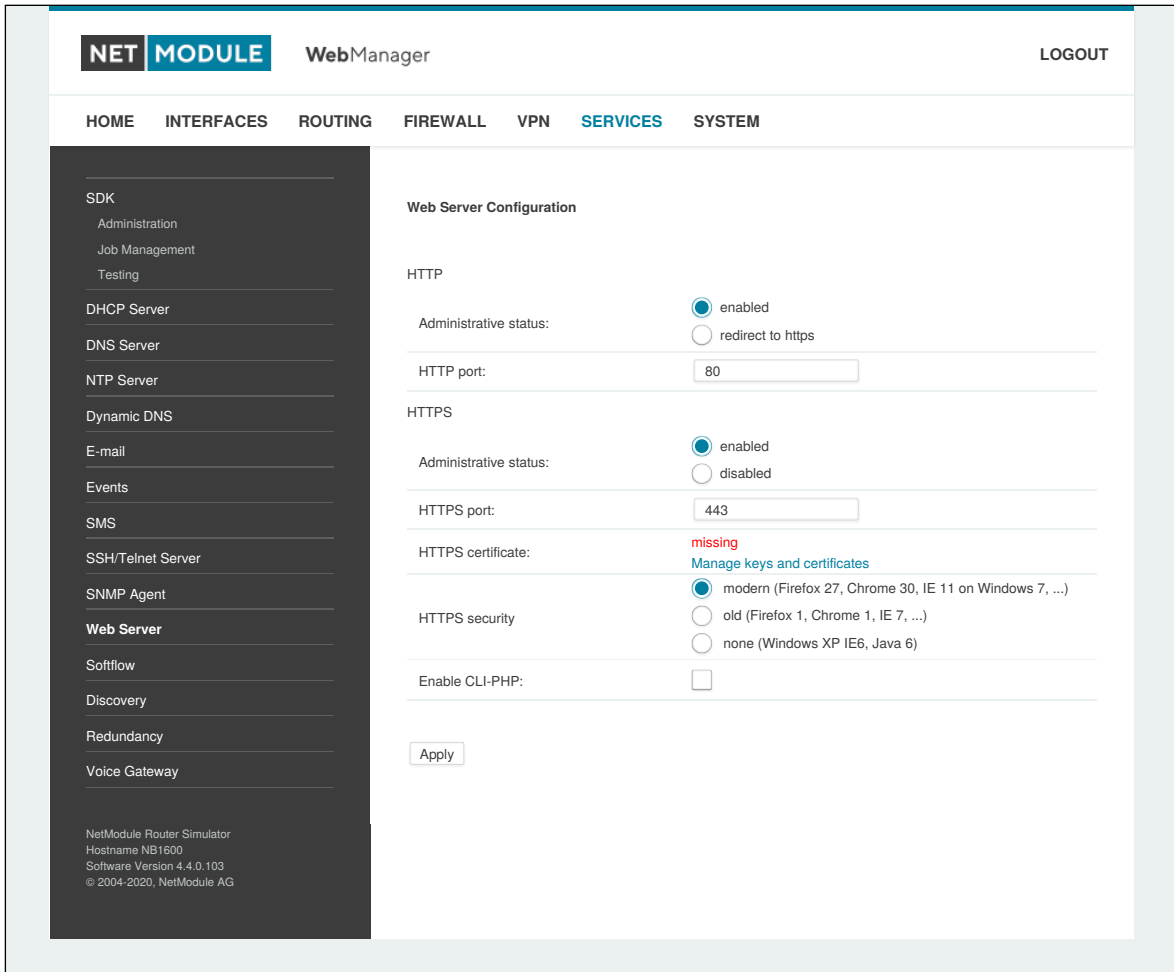 NET MODULE WebManager LOGOUT
HOME INTERFACES ROUTING FIREWALL VPN SERVICES SYSTEM
SDK
Administration
Job Management
Testing
DHCP Server
DNS Server
NTP Server
Dynamic DNS
E-mail
Events
SMS
SSH/Telnet Server
SNMP Agent
Web Server
Softflow
Discovery
Redundancy
Voice Gateway
NetModule Router Simulator
Hostname NB1600
Software Version 4.4.0.103
© 2004-2020, NetModule AG
Web Server Configuration
HTTP
Administrative status:
enabled
redirect to https
HTTP port: 80
HTTPS
Administrative status:
enabled
disabled
HTTPS port: 443
HTTPS certificate:
missing
Manage keys and certificates
HTTPS security
modern (Firefox 27, Chrome 30, IE 11 on Windows 7, ...)
old (Firefox 1, Chrome 1, IE 7, ...)
none (Windows XP IE6, Java 6)
Enable CLI-PHP:
Apply